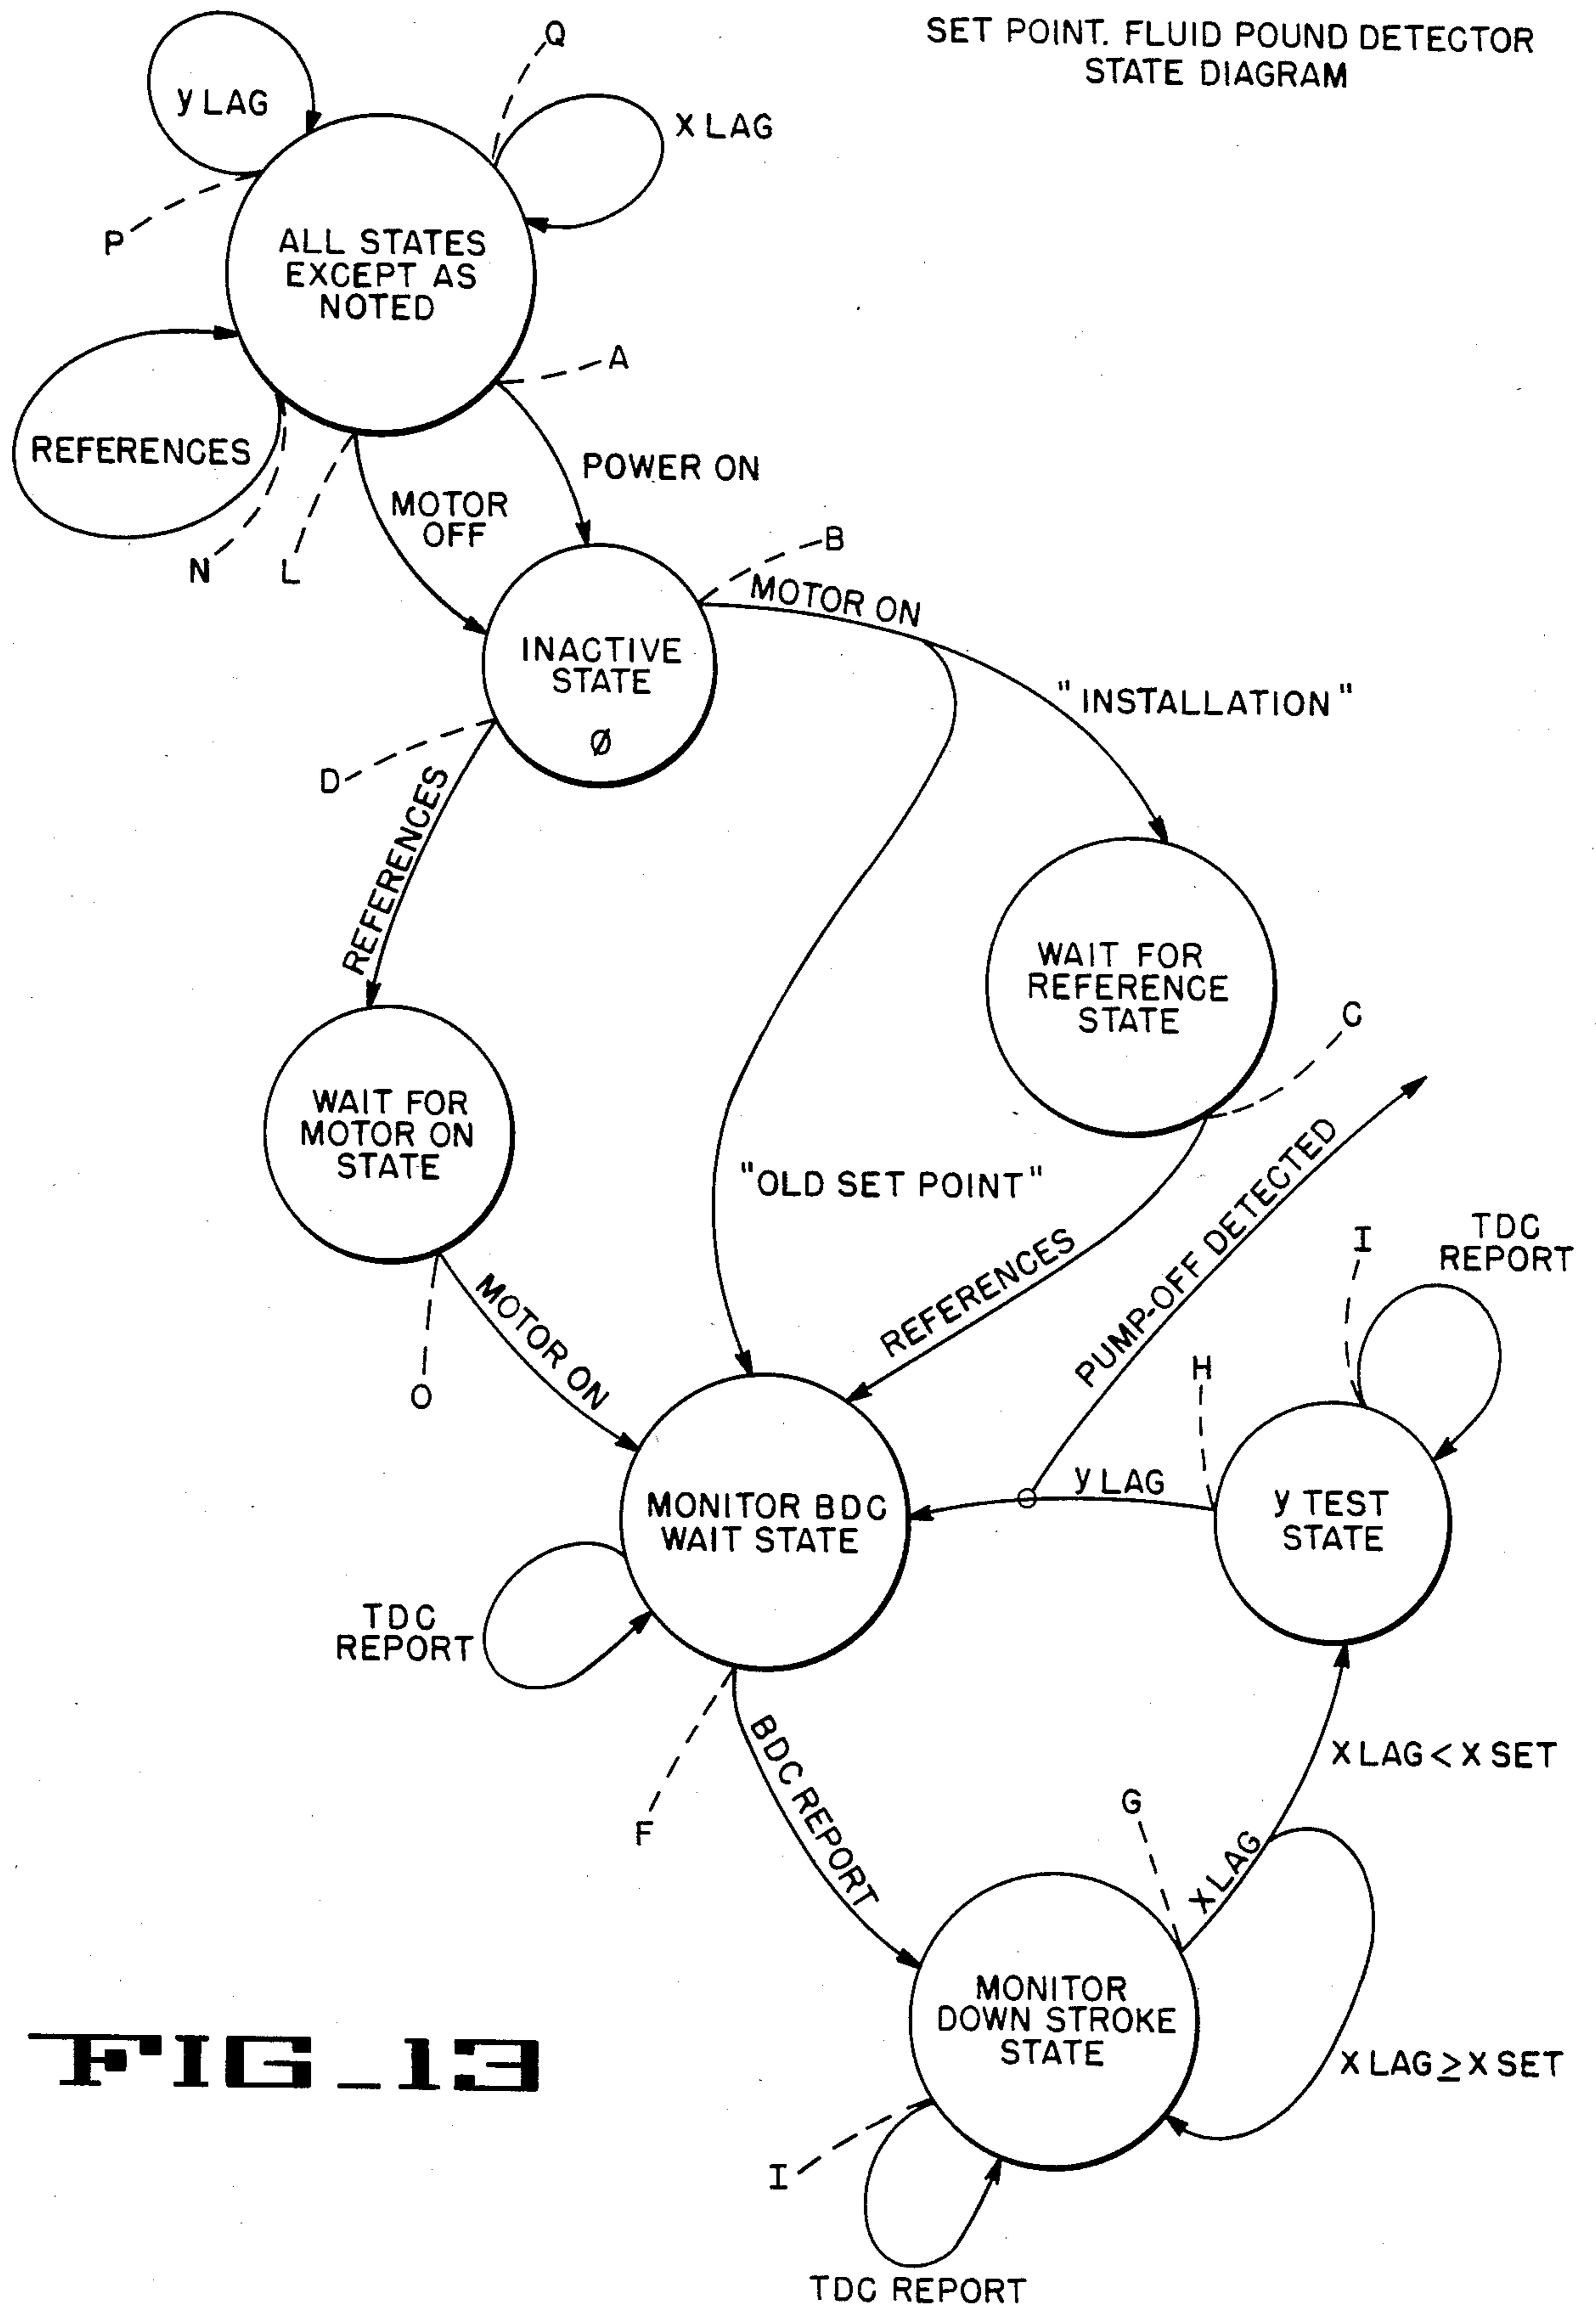 SET POINT. FLUID POUND DETECTOR
STATE DIAGRAM
Q
y LAG
X LAG
P
ALL STATES
EXCEPT AS
NOTED
A
REFERENCES
POWER ON
MOTOR
OFF
N
L
B
MOTOR ON
INACTIVE
STATE
Ø
"INSTALLATION"
D
REFERENCES
WAIT FOR
REFERENCE
STATE
C
WAIT FOR
MOTOR ON
STATE
"OLD SET POINT"
PUMP-OFF DETECTED
REFERENCES
I
TDC
REPORT
MOTOR ON
O
H
y LAG
MONITOR BDC
WAIT STATE
y TEST
STATE
TDC
REPORT
F
BDC REPORT
X LAG < X SET
G
X LAG
MONITOR
DOWN STROKE
STATE
X LAG ≥ X SET
I
TDC REPORT
FIG_13